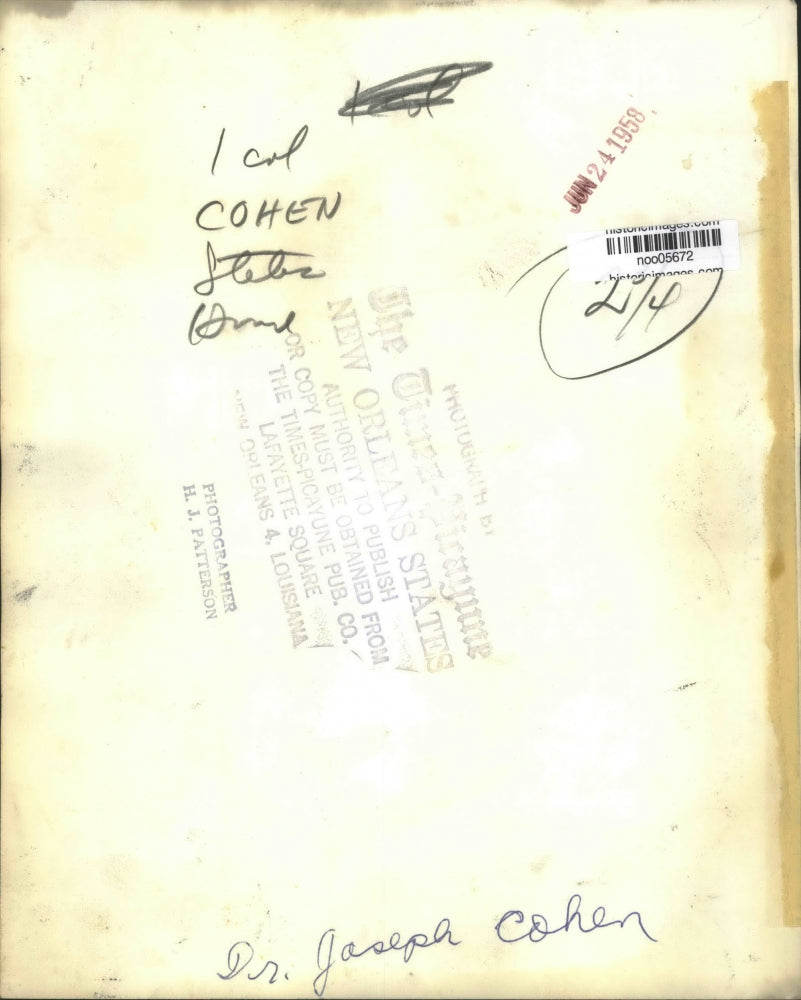 1 col
COHEN
States
JUN 24 1958
historicimages.com
noo05672
historicimages.com
2/4
PHOTOGRAPH BY
The Times-Picayune
NEW ORLEANS STATES
AUTHORITY TO PUBLISH
OR COPY MUST BE OBTAINED FROM
THE TIMES-PICAYUNE PUB. CO.
LAFAYETTE SQUARE
NEW ORLEANS 4, LOUISIANA
PHOTOGRAPHER
H. J. PATTERSON
Dr. Joseph Cohen